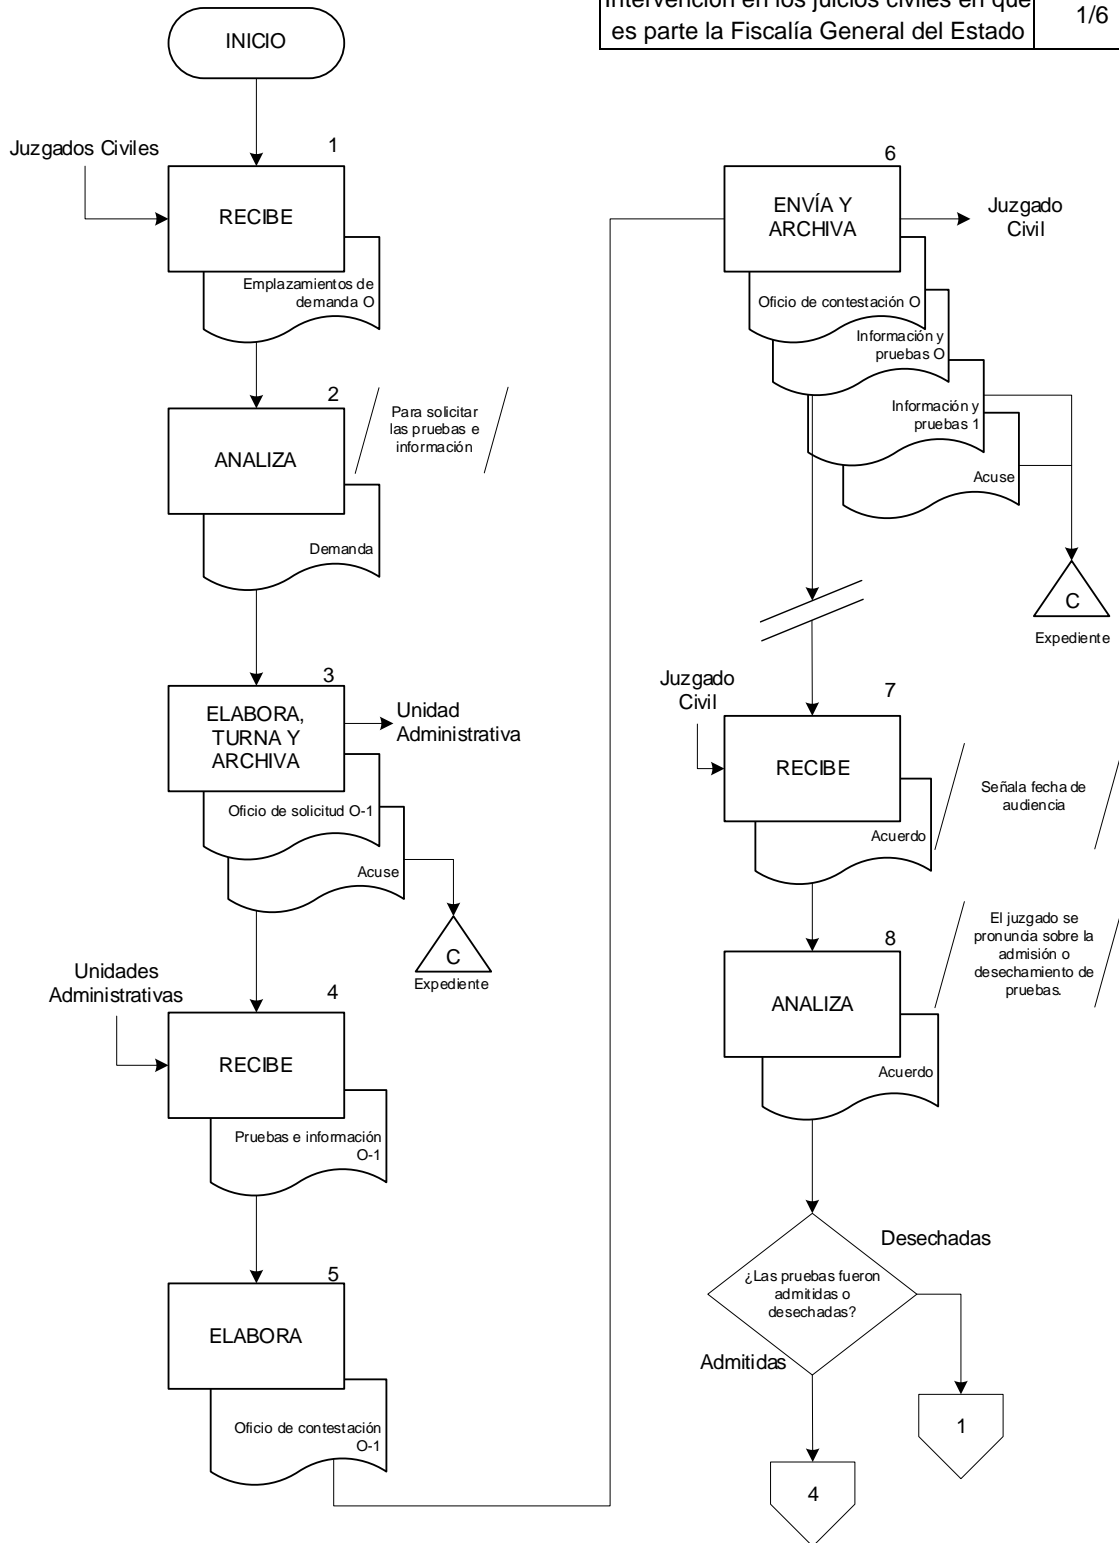 Intervención en los juicios civiles en que
es parte la Fiscalía General del Estado
1/6
INICIO
Juzgados Civiles
1
RECIBE
Emplazamientos de
demanda O
2
ANALIZA
Para solicitar
las pruebas e
información
Demanda
3
ELABORA,
TURNA Y
ARCHIVA
Unidad
Administrativa
Oficio de solicitud O-1
Acuse
C
Expediente
Unidades
Administrativas
4
RECIBE
Pruebas e información
O-1
5
ELABORA
Oficio de contestación
O-1
6
ENVÍA Y
ARCHIVA
Juzgado
Civil
Oficio de contestación O
Información y
pruebas O
Información y
pruebas 1
Acuse
C
Expediente
Juzgado
Civil
7
RECIBE
Señala fecha de
audiencia
Acuerdo
8
ANALIZA
El juzgado se
pronuncia sobre la
admisión o
desechamiento de
pruebas.
Acuerdo
¿Las pruebas fueron
admitidas o
desechadas?
Desechadas
Admitidas
1
4